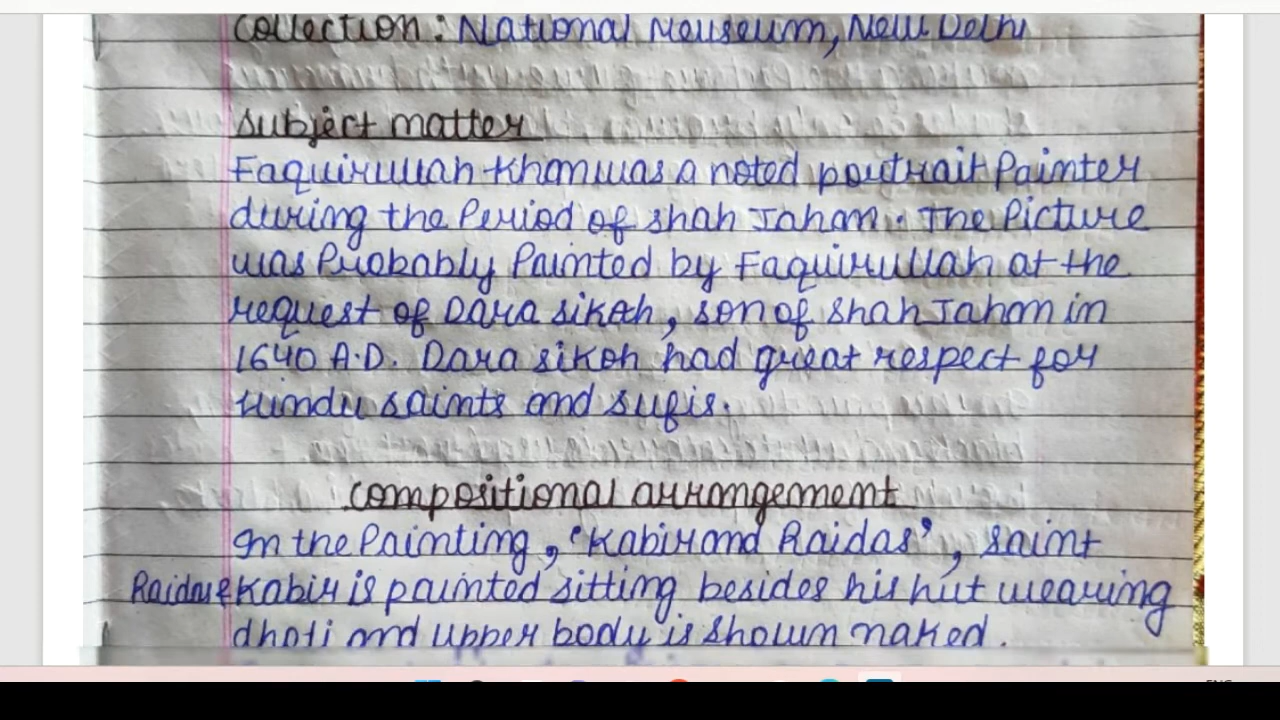 Collection: National Meuseum, New Delhi
Subject matter
Faquirullah Khan was a noted portrait Painter
during the Period of Shah Jahan. The Picture
was Probably Painted by Faquirullah at the
request of Dara Sikoh, son of Shah Jahan in
1640 A.D. Dara Sikoh had great respect for
Hindu saints and sufis.
Compositional arrangement
In the Painting, 'Kabir and Raidas', saint
Raidas & Kabir is painted sitting besides his hut wearing
dhoti and upper body is shown naked.